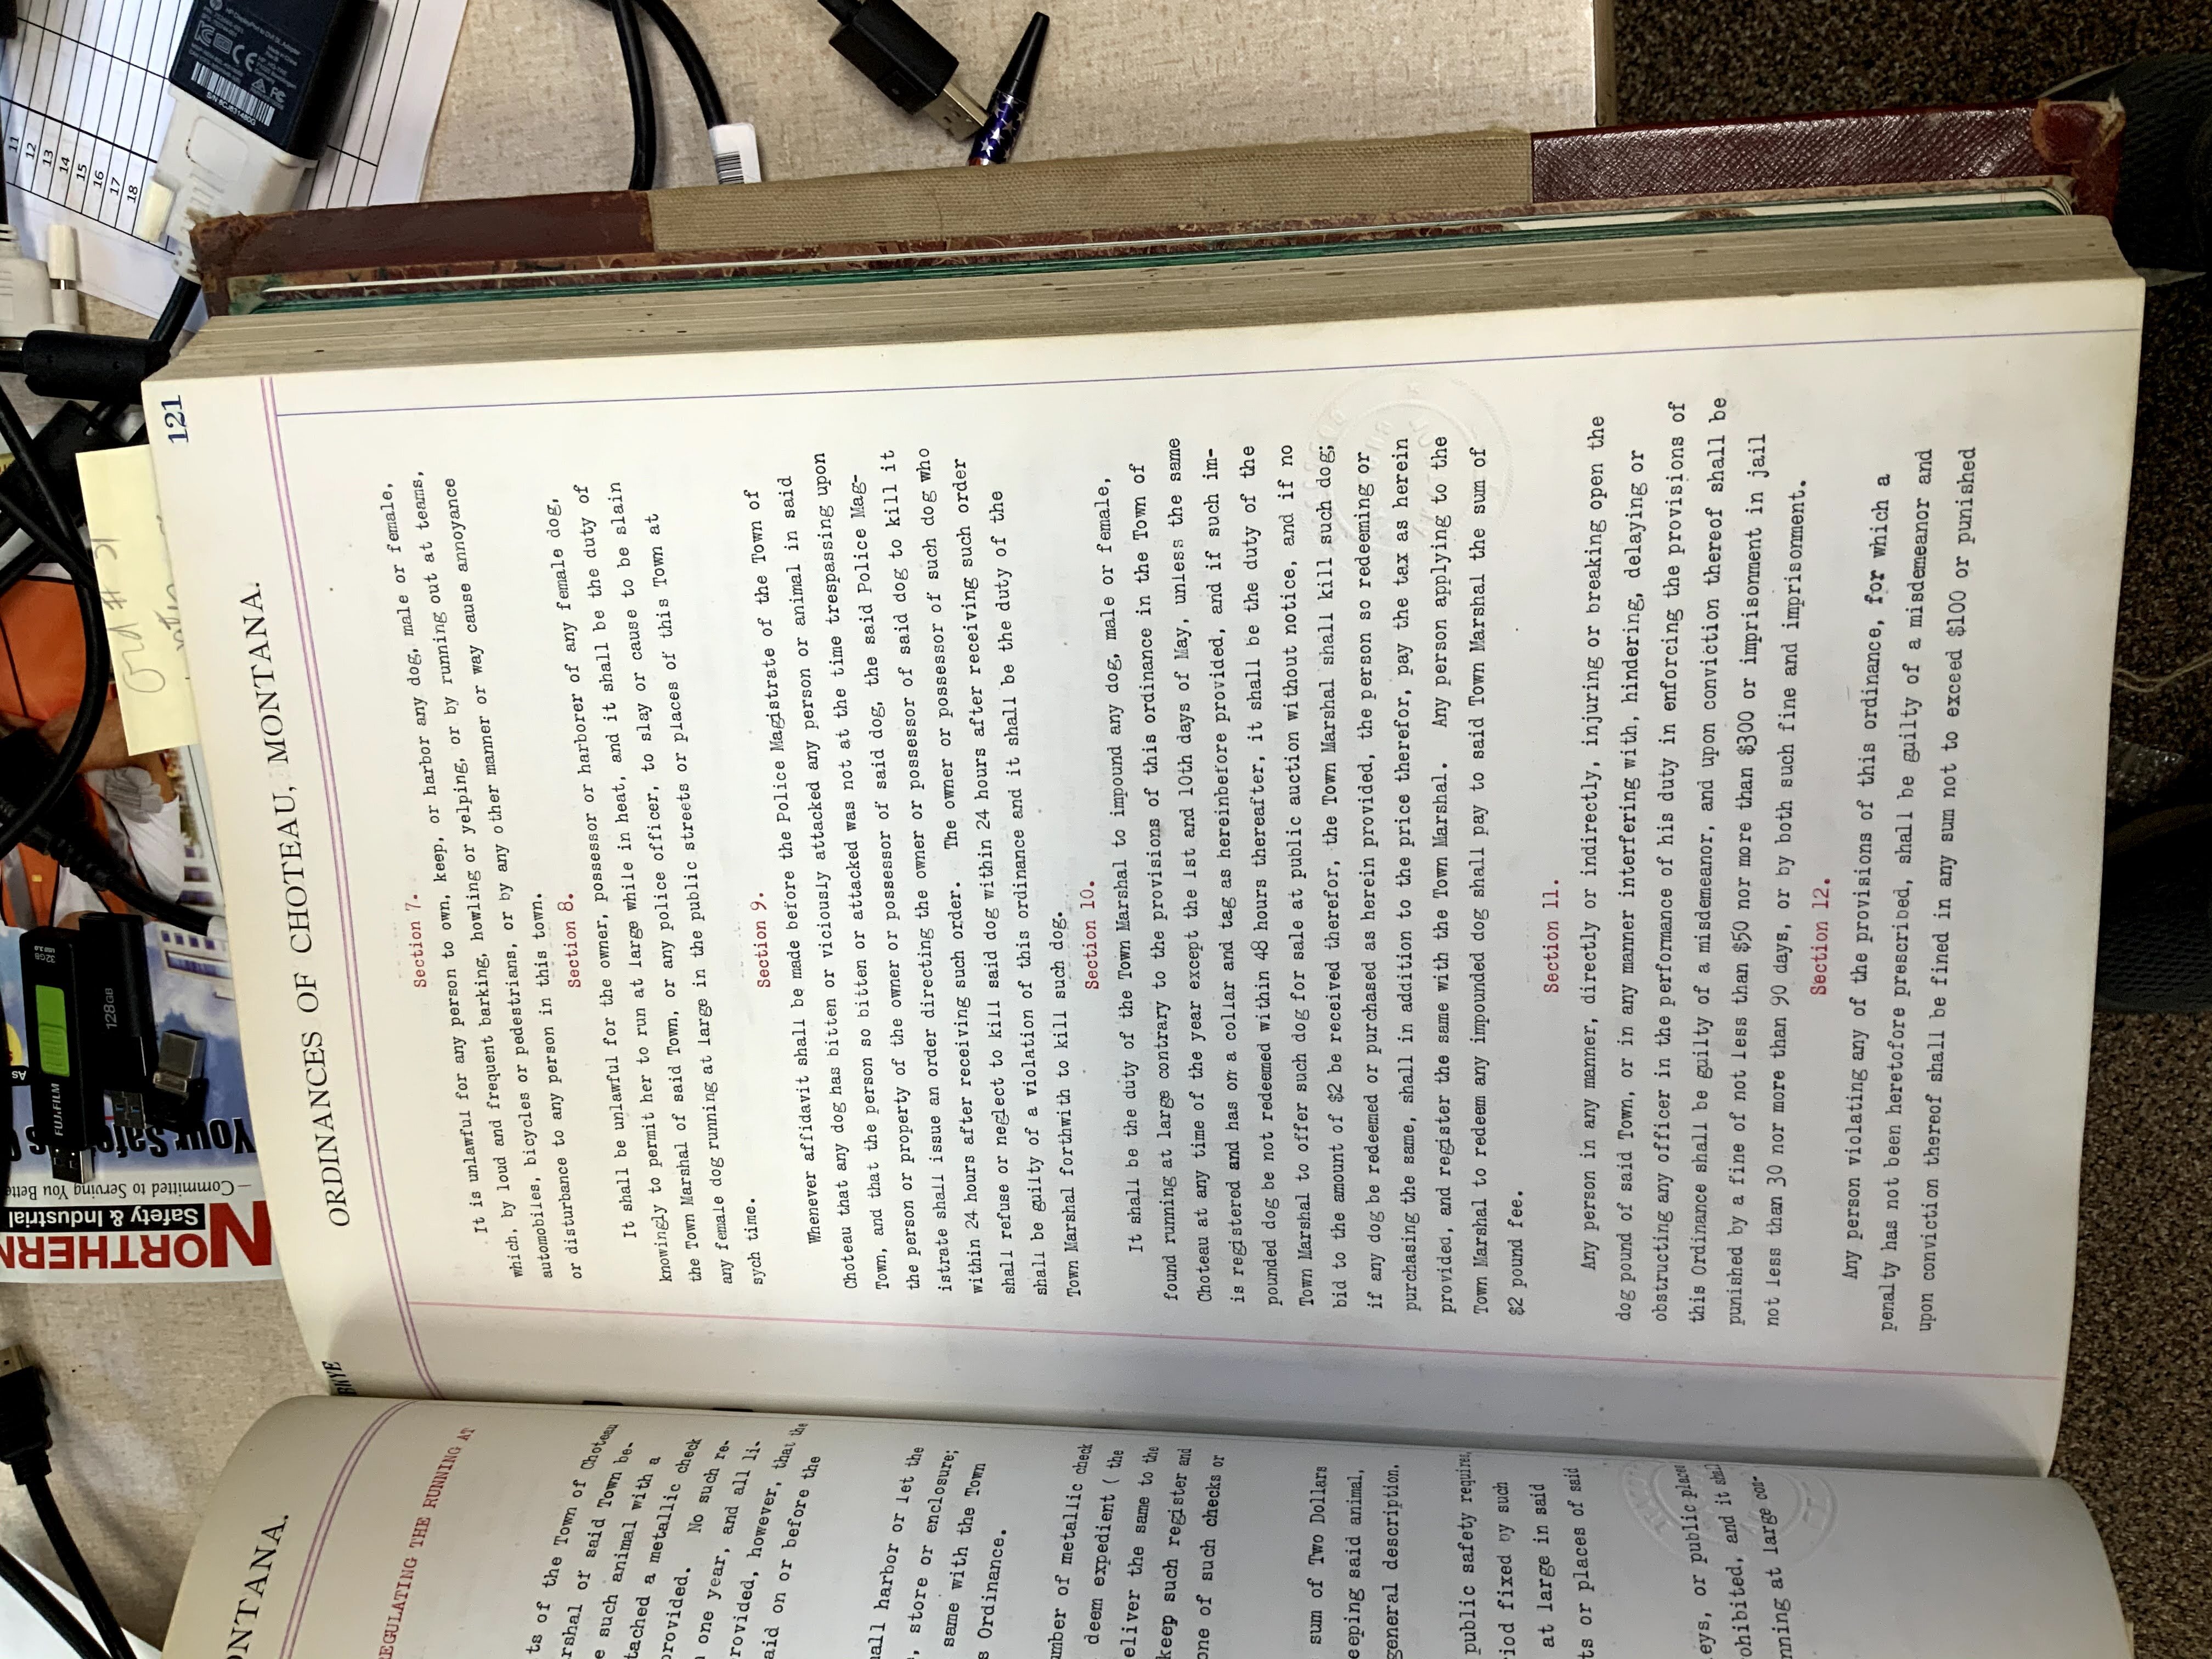 ONTANA.
REGULATING THE RUNNING AT
ts of the Town of Choteau
rshal of said Town be.
e such animal with a
tached a metallic check
provided. No such re.
one year, and all li.
rovided, however, that the
aid on or before the
all harbor or let the
, store or enclosure;
same with the Town
s Ordinance.
umber of metallic check
deem expedient ( the
eliver the same to the
keep such register and
one of such checks or
sum of Two Dollars
eeping said animal,
general description.
public safety requires,
riod fixed by such
at large in said
ts or places of said
eys, or public places
ohibited, and it shal
nning at large con-
121
ORDINANCES OF CHOTEAU, MONTANA.
Section 7.
It is unlawful for any person to own, keep, or harbor any dog, male or female,
which, by loud and frequent barking, howling or yelping, or by running out at teams,
automobiles, bicycles or pedestrians, or by any other manner or way cause annoyance
or disturbance to any person in this town.
Section 8.
It shall be unlawful for the owner, possessor or harborer of any female dog,
knowingly to permit her to run at large while in heat, and it shall be the duty of
the Town Marshal of said Town, or any police officer, to slay or cause to be slain
any female dog running at large in the public streets or places of this Town at
sych time.
Section 9.
Whenever affidavit shall be made before the Police Magistrate of the Town of
Choteau that any dog has bitten or viciously attacked any person or animal in said
Town, and that the person so bitten or attacked was not at the time trespassing upon
the person or property of the owner or possessor of said dog, the said Police Mag-
istrate shall issue an order directing the owner or possessor of said dog to kill it
within 24 hours after receiving such order. The owner or possessor of such dog who
shall refuse or neglect to kill said dog within 24 hours after receiving such order
shall be guilty of a violation of this ordinance and it shall be the duty of the
Town Marshal forthwith to kill such dog.
Section 10.
It shall be the duty of the Town Marshal to impound any dog, male or female,
found running at large contrary to the provisions of this ordinance in the Town of
Choteau at any time of the year except the 1st and 10th days of May, unless the same
is registered and has on a collar and tag as hereinbefore provided, and if such im-
pounded dog be not redeemed within 48 hours thereafter, it shall be the duty of the
Town Marshal to offer such dog for sale at public auction without notice, and if no
bid to the amount of $2 be received therefor, the Town Marshal shall kill such dog;
if any dog be redeemed or purchased as herein provided, the person so redeeming or
purchasing the same, shall in addition to the price therefor, pay the tax as herein
provided, and register the same with the Town Marshal. Any person applying to the
Town Marshal to redeem any impounded dog shall pay to said Town Marshal the sum of
$2 pound fee.
Section 11.
Any person in any manner, directly or indirectly, injuring or breaking open the
dog pound of said Town, or in any manner interfering with, hindering, delaying or
obstructing any officer in the performance of his duty in enforcing the provisions of
this Ordinance shall be guilty of a misdemeanor, and upon conviction thereof shall be
punished by a fine of not less than $50 nor more than $300 or imprisonment in jail
not less than 30 nor more than 90 days, or by both such fine and imprisonment.
Section 12.
Any person violating any of the provisions of this ordinance, for which a
penalty has not been heretofore prescribed, shall be guilty of a misdemeanor and
upon conviction thereof shall be fined in any sum not to exceed $100 or punished
NORTHERN
Safety & Industrial
Committed to Serving You Bette
Your Safe
As
FUJIFILM
32GB
128GB
Ord # 31
11
12
13
14
15
16
17
18